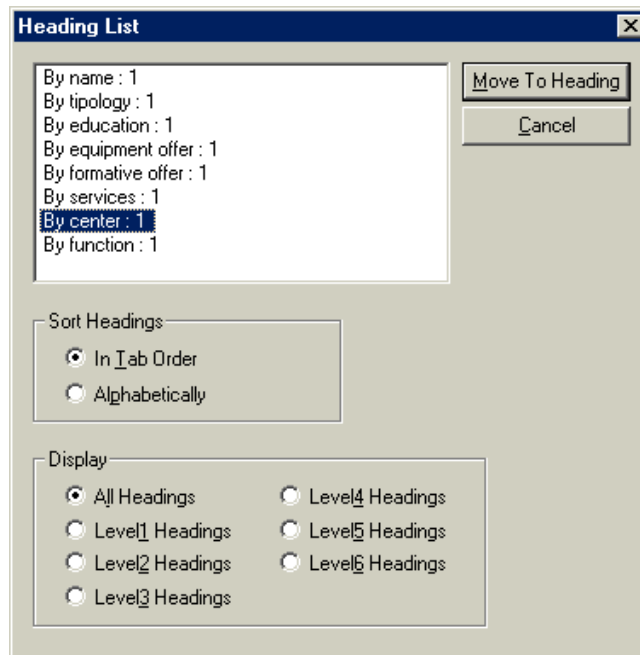 Heading List
By name : 1
By tipology : 1
By education : 1
By equipment offer : 1
By formative offer : 1
By services : 1
By center : 1
By function : 1
Move To Heading
Cancel
Sort Headings
In Tab Order
Alphabetically
Display
All Headings
Level1 Headings
Level2 Headings
Level3 Headings
Level4 Headings
Level5 Headings
Level6 Headings